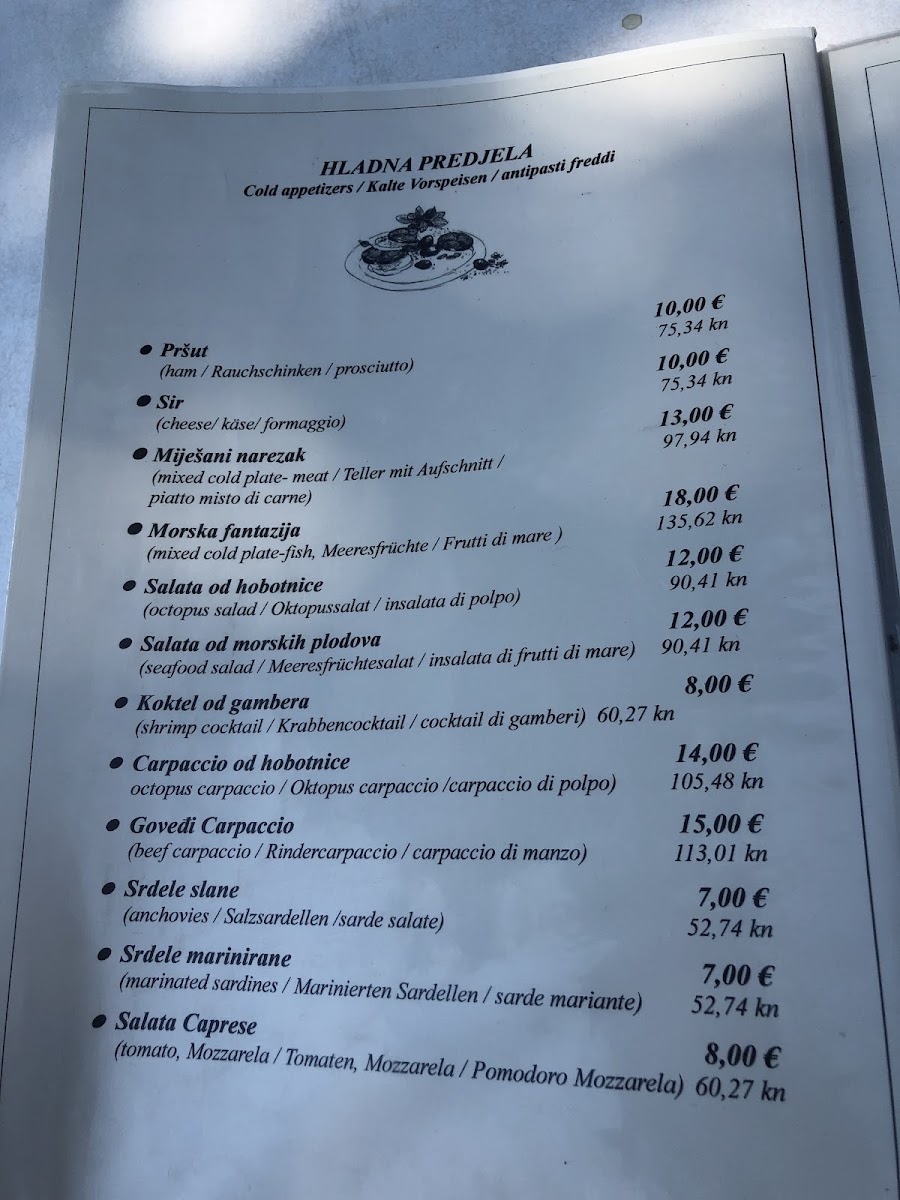 HLADNA PREDJELA
Cold appetizers / Kalte Vorspeisen / antipasti freddi
10,00 €
75,34 kn
• Pršut
(ham / Rauchschinken / prosciutto)
10,00 €
75,34 kn
• Sir
(cheese/ käse/ formaggio)
13,00 €
97,94 kn
• Miješani narezak
(mixed cold plate- meat / Teller mit Aufschnitt /
piatto misto di carne)
18,00 €
135,62 kn
• Morska fantazija
(mixed cold plate-fish, Meeresfrüchte / Frutti di mare )
12,00 €
90,41 kn
• Salata od hobotnice
(octopus salad / Oktopussalat / insalata di polpo)
12,00 €
• Salata od morskih plodova
(seafood salad / Meeresfrüchtesalat / insalata di frutti di mare) 90,41 kn
8,00 €
• Koktel od gambera
(shrimp cocktail / Krabbencocktail / cocktail di gamberi) 60,27 kn
• Carpaccio od hobotnice 14,00 €
octopus carpaccio / Oktopus carpaccio /carpaccio di polpo) 105,48 kn
• Goveđi Carpaccio 15,00 €
(beef carpaccio / Rindercarpaccio / carpaccio di manzo) 113,01 kn
• Srdele slane 7,00 €
(anchovies / Salzsardellen /sarde salate) 52,74 kn
• Srdele marinirane 7,00 €
(marinated sardines / Marinierten Sardellen / sarde mariante) 52,74 kn
• Salata Caprese 8,00 €
(tomato, Mozzarela / Tomaten, Mozzarela / Pomodoro Mozzarela) 60,27 kn